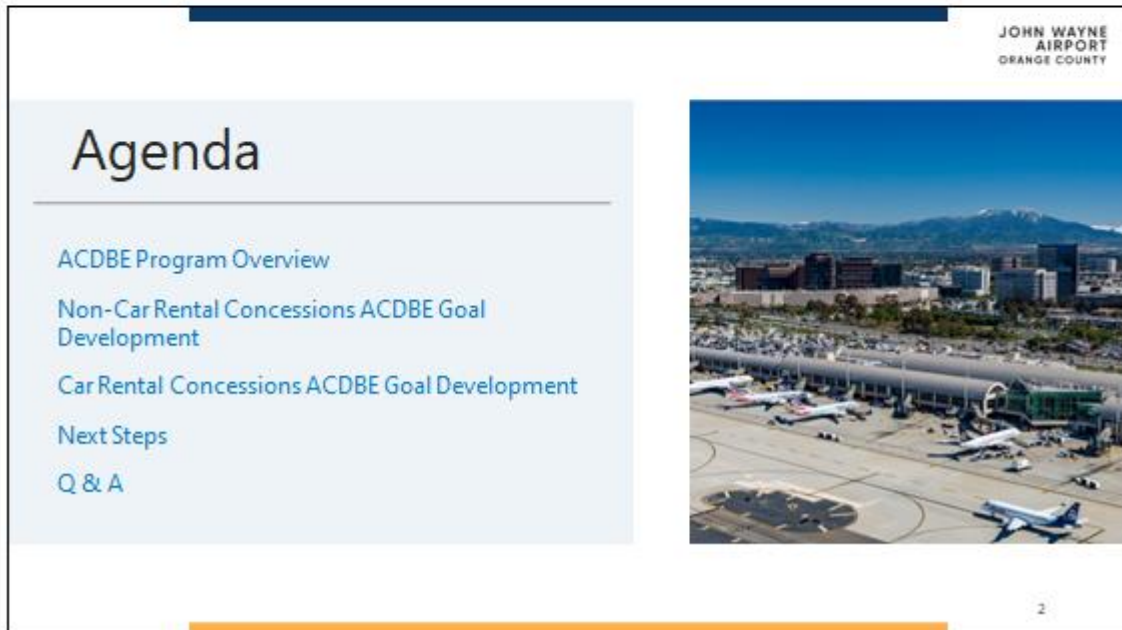 JOHN WAYNE
AIRPORT
ORANGE COUNTY
Agenda
ACDBE Program Overview
Non-Car Rental Concessions ACDBE Goal
Development
Car Rental Concessions ACDBE Goal Development
Next Steps
Q & A
2